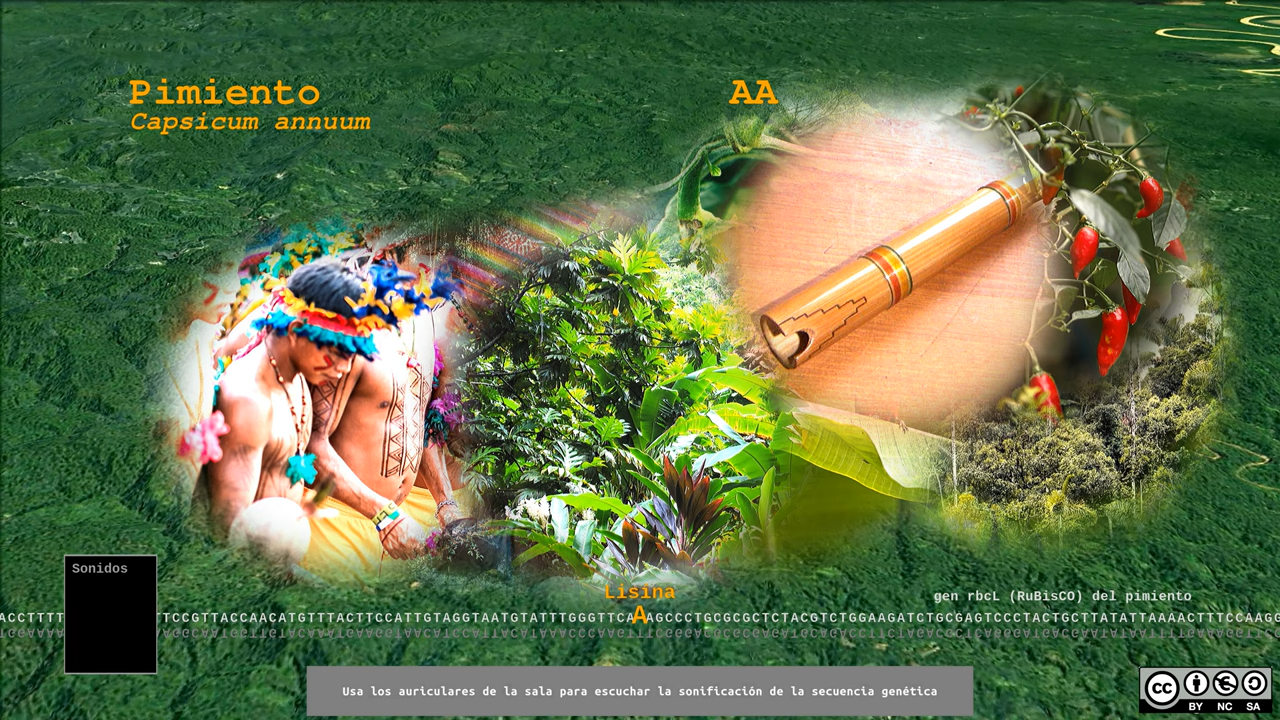 Pimiento
Capsicum annuum
AA
Sonidos
Lisina
gen rbcL (RuBisCO) del pimiento
ACCTTTT TTCCGTTACCAACATGTTTACTTCCATTGTAGGTAATGTATTTGGGTTCA A AGCCCTGCGCGCTCTACGTCTGGAAGATCTGCGAGTCCCTACTGCTTATATTAAAACTTTCCAAGG
Usa los auriculares de la sala para escuchar la sonificación de la secuencia genética
cc
BY NC SA